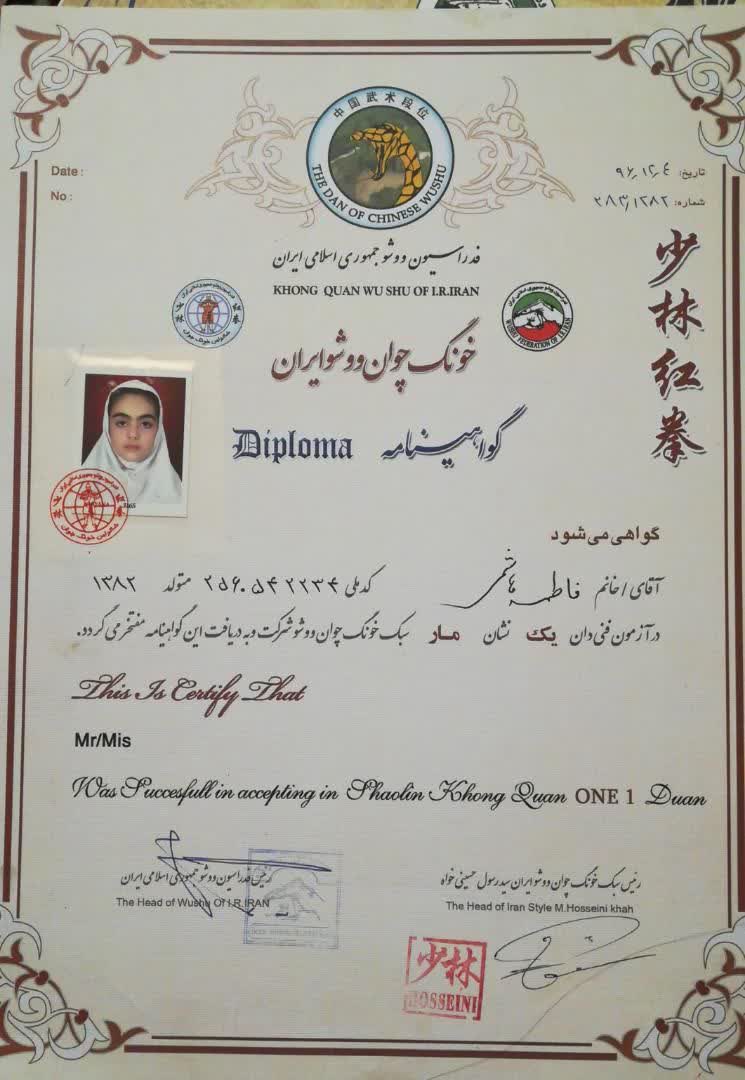 中国武术段位
THE DAN OF CHINESE WUSHU
Date :
تاریخ: ۹۶٫۱۲٫۴
No :
شماره: ۲۸۳٫۱۲۸۲
فدراسیون ووشو جمهوری اسلامی ایران
KHONG QUAN WU SHU OF I.R.IRAN
WUSHU FEDERATION OF I.R.IRAN
خونگ چوان ووشو ایران
少林红拳
Diploma گواهینامه
گواهی می شود
آقای / خانم فاطمه هاشمی کد ملی ۲۵۶۰۵۴۲۲۳۴ متولد ۱۳۸۲
در آزمون فنی دان یک نشان مار سبک خونگ چوان ووشو شرکت و به دریافت این گواهینامه مفتخر می گردد.
This Is Certify That
Mr/Mis
Was Succesfull in accepting in Shaolin Khong Quan ONE 1 Duan
رئیس سبک خونگ چوان ووشو ایران سید رسول حسینی خواه
The Head of Iran Style M.Hosseini khah
رئیس فدراسیون ووشو جمهوری اسلامی ایران
The Head of Wushu Of I.R.IRAN
少林
HOSSEINI